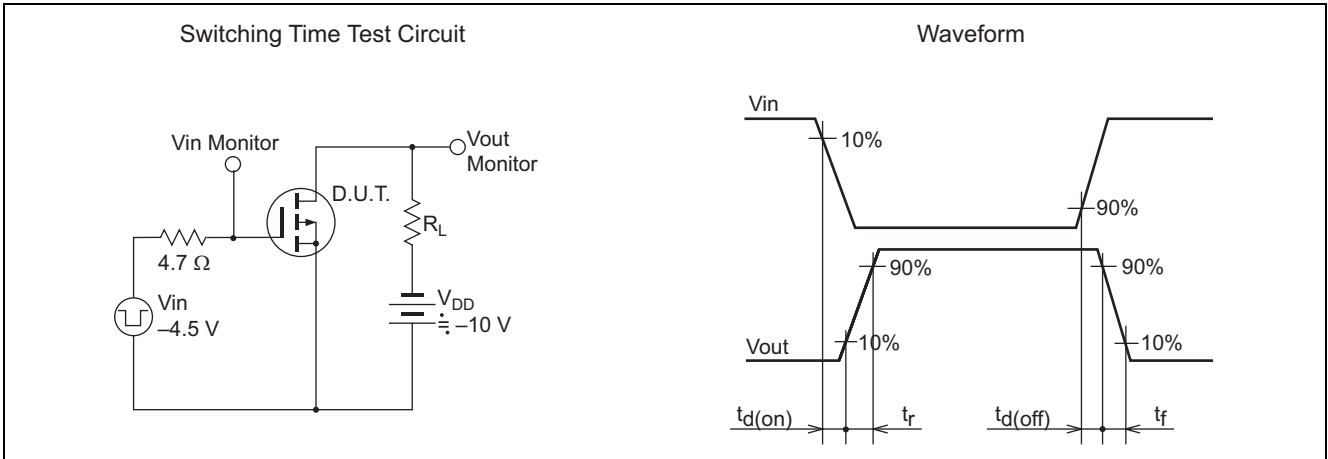 Switching Time Test Circuit
Vin Monitor
Vout
Monitor
D.U.T.
RL
4.7 Ω
Vin
–4.5 V
VDD
≒ –10 V
Waveform
Vin
10%
90%
90%
90%
Vout
10%
10%
td(on)
tr
td(off)
tf